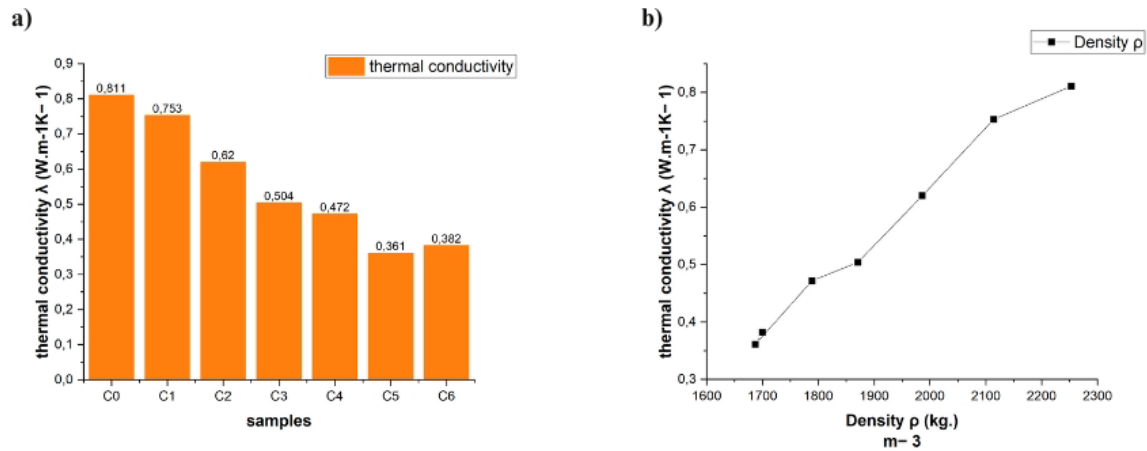 a)
thermal conductivity
thermal conductivity λ (W.m-1K− 1)
0,9
0,8
0,7
0,6
0,5
0,4
0,3
0,2
0,1
0,0
0,811
0,753
0,62
0,504
0,472
0,361
0,382
C0 C1 C2 C3 C4 C5 C6
samples
b)
Density ρ
thermal conductivity λ (W.m-1K− 1)
0,8
0,7
0,6
0,5
0,4
0,3
1600 1700 1800 1900 2000 2100 2200 2300
Density ρ (kg.)
m− 3